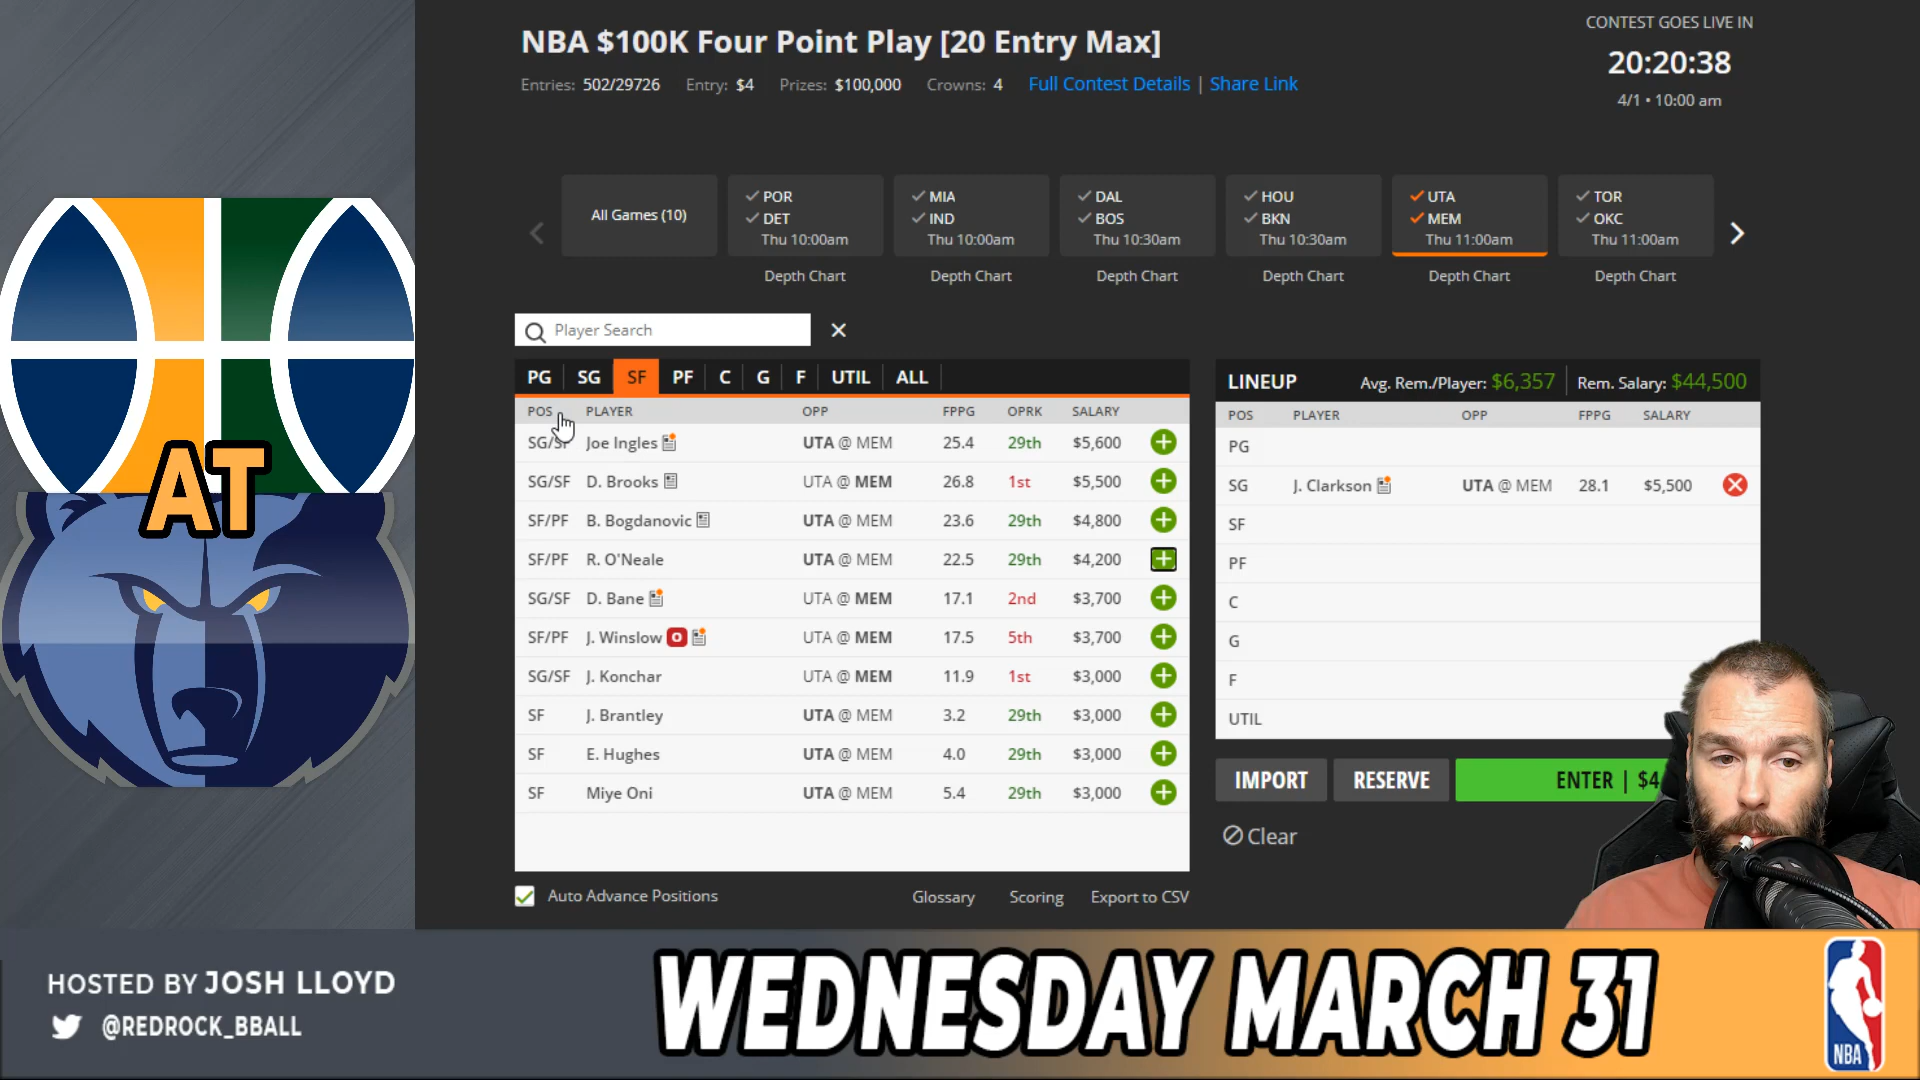 NBA $100K Four Point Play [20 Entry Max]
Entries: 502/29726 Entry: $4 Prizes: $100,000 Crowns: 4 Full Contest Details | Share Link
CONTEST GOES LIVE IN
20:20:38
4/1 • 10:00 am
All Games (10)
POR
DET
Thu 10:00am
Depth Chart
MIA
IND
Thu 10:00am
Depth Chart
DAL
BOS
Thu 10:30am
Depth Chart
HOU
BKN
Thu 10:30am
Depth Chart
UTA
MEM
Thu 11:00am
Depth Chart
TOR
OKC
Thu 11:00am
Depth Chart
Player Search
PG SG SF PF C G F UTIL ALL
POS PLAYER OPP FPPG OPRK SALARY
SG/SF Joe Ingles UTA @ MEM 25.4 29th $5,600
SG/SF D. Brooks UTA @ MEM 26.8 1st $5,500
SF/PF B. Bogdanovic UTA @ MEM 23.6 29th $4,800
SF/PF R. O'Neale UTA @ MEM 22.5 29th $4,200
SG/SF D. Bane UTA @ MEM 17.1 2nd $3,700
SF/PF J. Winslow O UTA @ MEM 17.5 5th $3,700
SG/SF J. Konchar UTA @ MEM 11.9 1st $3,000
SF J. Brantley UTA @ MEM 3.2 29th $3,000
SF E. Hughes UTA @ MEM 4.0 29th $3,000
SF Miye Oni UTA @ MEM 5.4 29th $3,000
Auto Advance Positions Glossary Scoring Export to CSV
LINEUP Avg. Rem./Player: $6,357 Rem. Salary: $44,500
POS PLAYER OPP FPPG SALARY
PG
SG J. Clarkson UTA @ MEM 28.1 $5,500
SF
PF
C
G
F
UTIL
IMPORT RESERVE ENTER | $4
Clear
AT
HOSTED BY JOSH LLOYD
@REDROCK_BBALL
WEDNESDAY MARCH 31
NBA